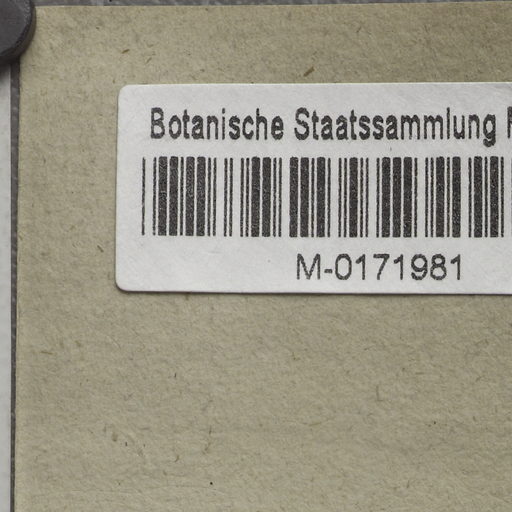 Botanische Staatssammlung
M-0171981